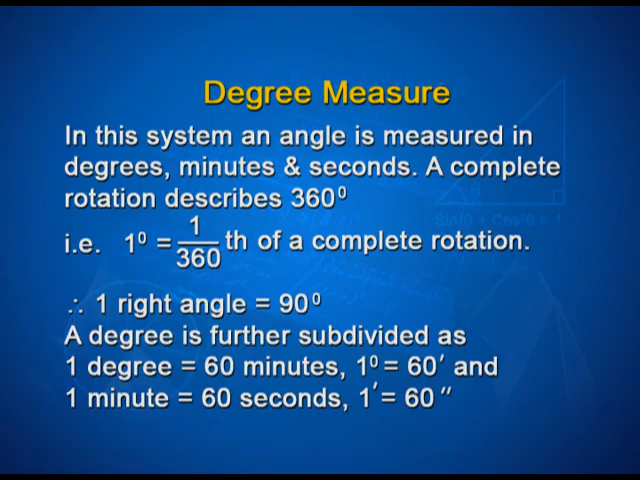 Degree Measure
In this system an angle is measured in
degrees, minutes & seconds. A complete
rotation describes 360⁰
i.e. 1⁰ = 1/360 th of a complete rotation.
∴ 1 right angle = 90⁰
A degree is further subdivided as
1 degree = 60 minutes, 1⁰ = 60′ and
1 minute = 60 seconds, 1′ = 60″